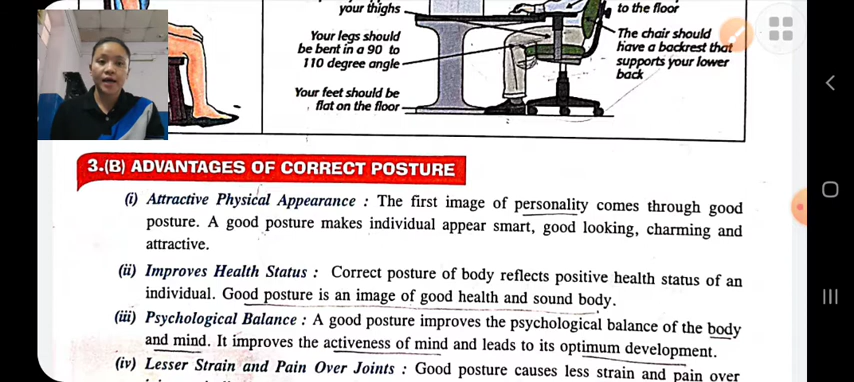 your thighs
to the floor
Your legs should
be bent in a 90 to
110 degree angle
The chair should
have a backrest that
supports your lower
back
Your feet should be
flat on the floor
3.(B) ADVANTAGES OF CORRECT POSTURE
(i) Attractive Physical Appearance : The first image of personality comes through good
posture. A good posture makes individual appear smart, good looking, charming and
attractive.
(ii) Improves Health Status : Correct posture of body reflects positive health status of an
individual. Good posture is an image of good health and sound body.
(iii) Psychological Balance : A good posture improves the psychological balance of the body
and mind. It improves the activeness of mind and leads to its optimum development.
(iv) Lesser Strain and Pain Over Joints : Good posture causes less strain and pain over